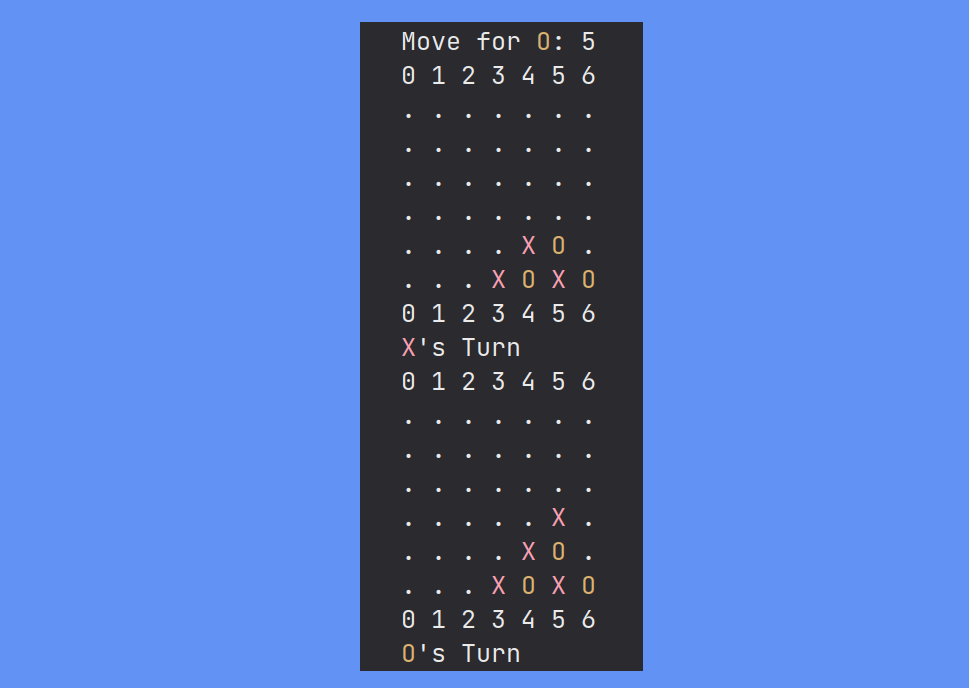 Move for O: 5
0 1 2 3 4 5 6
. . . . . . .
. . . . . . .
. . . . . . .
. . . . . . .
. . . . X O .
. . . X O X O
0 1 2 3 4 5 6
X's Turn
0 1 2 3 4 5 6
. . . . . . .
. . . . . . .
. . . . . . .
. . . . . X .
. . . . X O .
. . . X O X O
0 1 2 3 4 5 6
O's Turn